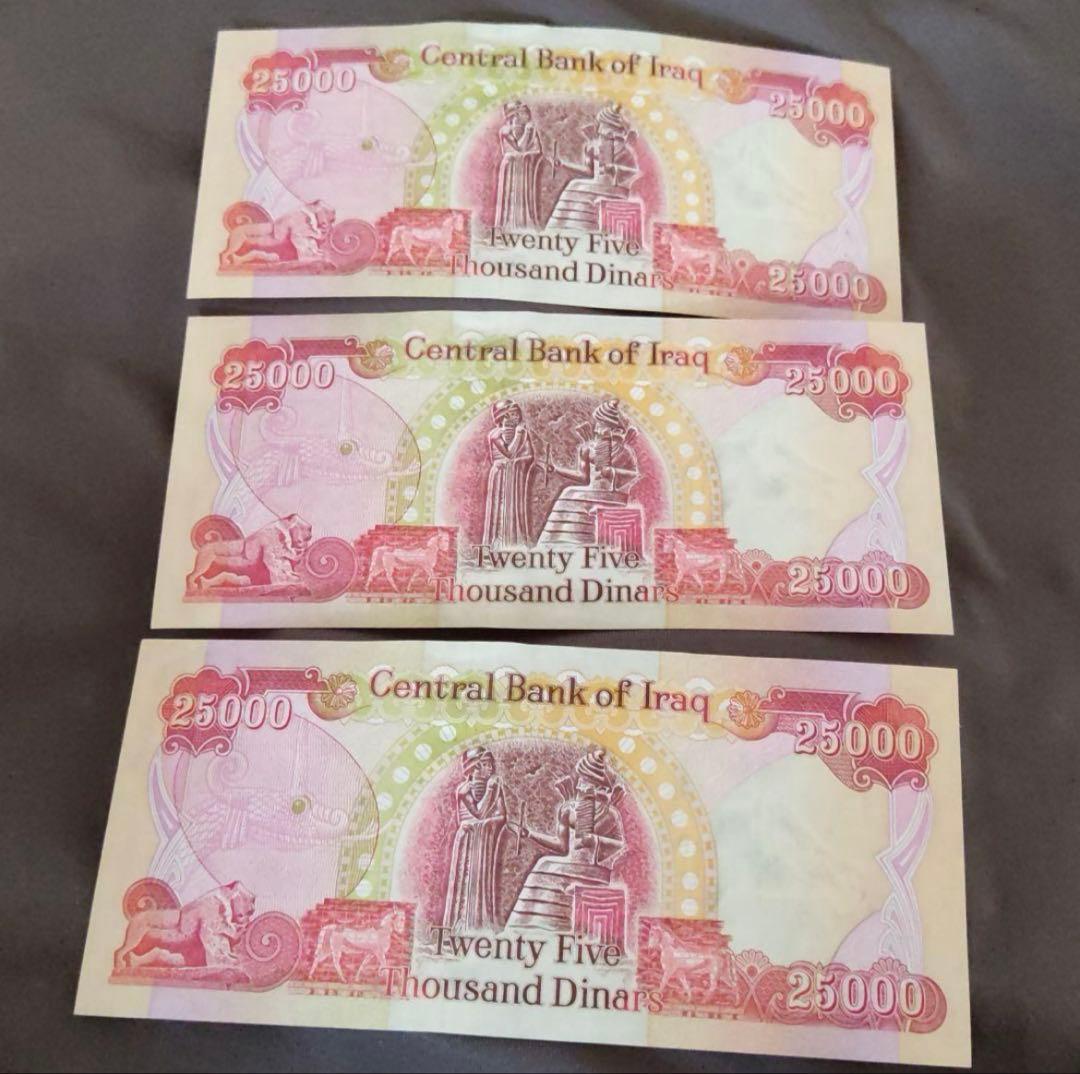 Central Bank of Iraq
25000
25000
Twenty Five
Thousand Dinars
25000
Central Bank of Iraq
25000
25000
Twenty Five
Thousand Dinars
25000
Central Bank of Iraq
25000
25000
Twenty Five
Thousand Dinars
25000